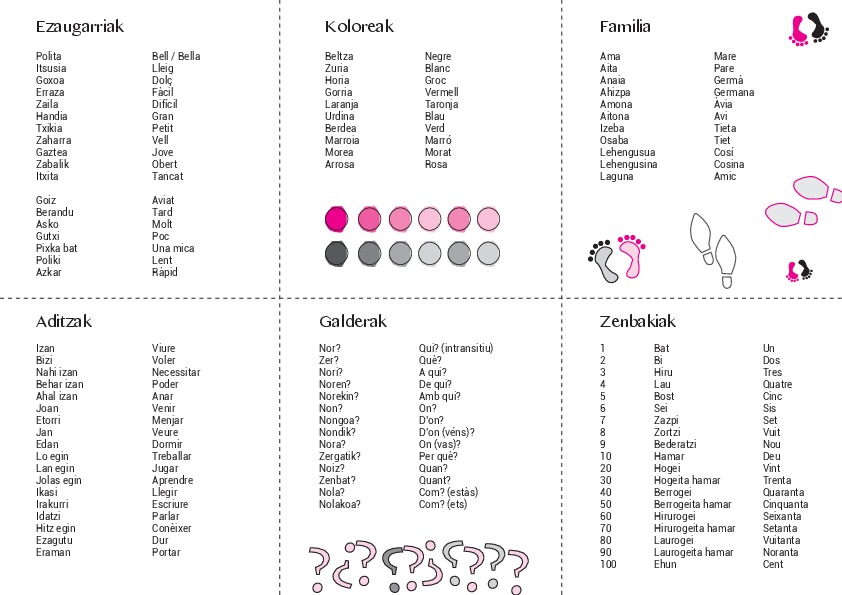 Ezaugarriak
Polita Bell / Bella
Itsusia Lleig
Goxoa Dolç
Erraza Fàcil
Zaila Difícil
Handia Gran
Txikia Petit
Zaharra Vell
Gaztea Jove
Zabalik Obert
Itxita Tancat
Goiz Aviat
Berandu Tard
Asko Molt
Gutxi Poc
Pixka bat Una mica
Poliki Lent
Azkar Ràpid
Koloreak
Beltza Negre
Zuria Blanc
Horia Groc
Gorria Vermell
Laranja Taronja
Urdina Blau
Berdea Verd
Marroia Marró
Morea Morat
Arrosa Rosa
Familia
Ama Mare
Aita Pare
Anaia Germà
Ahizpa Germana
Amona Àvia
Aitona Avi
Izeba Tieta
Osaba Tiet
Lehengusua Cosí
Lehengusina Cosina
Laguna Amic
Aditzak
Izan Viure
Bizi Voler
Nahi izan Necessitar
Behar izan Poder
Ahal izan Anar
Joan Venir
Etorri Menjar
Jan Veure
Edan Dormir
Lo egin Treballar
Lan egin Jugar
Jolas egin Aprendre
Ikasi Llegir
Irakurri Escriure
Idatzi Parlar
Hitz egin Conèixer
Ezagutu Dur
Eraman Portar
Galderak
Nor? Qui? (intransitiu)
Zer? Què?
Nori? A qui?
Noren? De qui?
Norekin? Amb qui?
Non? On?
Nongoa? D'on?
Nondik? D'on (véns)?
Nora? On (vas)?
Zergatik? Per què?
Noiz? Quan?
Zenbat? Quant?
Nola? Com? (estàs)
Nolakoa? Com? (ets)
Zenbakiak
1 Bat Un
2 Bi Dos
3 Hiru Tres
4 Lau Quatre
5 Bost Cinc
6 Sei Sis
7 Zazpi Set
8 Zortzi Vuit
9 Bederatzi Nou
10 Hamar Deu
20 Hogei Vint
30 Hogeita hamar Trenta
40 Berrogei Quaranta
50 Berrogeita hamar Cinquanta
60 Hirurogei Seixanta
70 Hirurogeita hamar Setanta
80 Laurogei Vuitanta
90 Laurogeita hamar Noranta
100 Ehun Cent